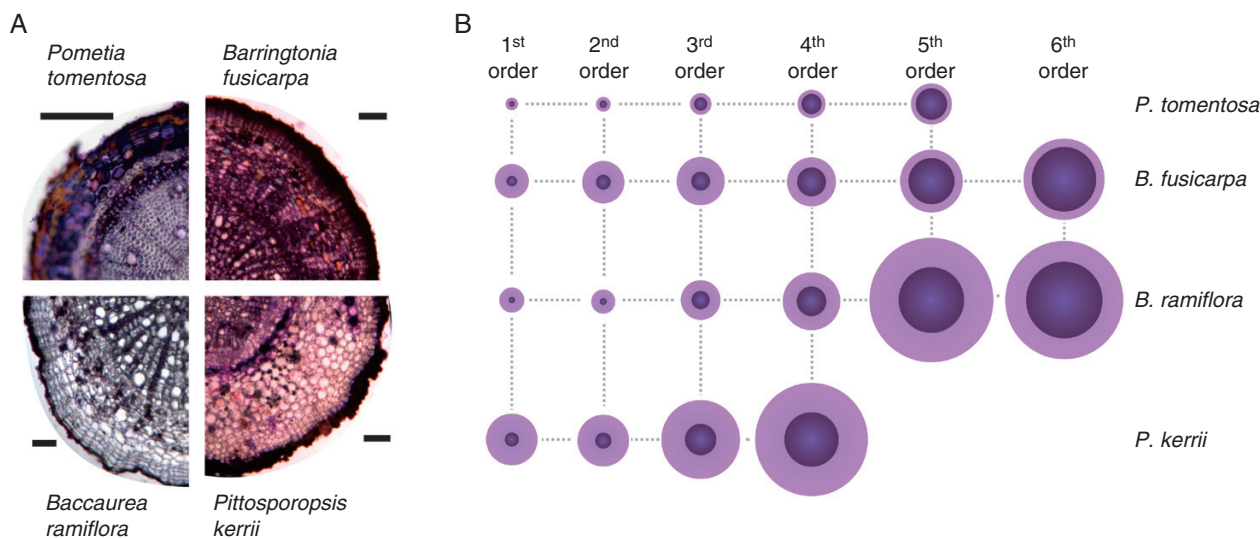 A
Pometia
tomentosa
Barringtonia
fusicarpa
Baccaurea
ramiflora
Pittosporopsis
kerrii
B
1st
order
2nd
order
3rd
order
4th
order
5th
order
6th
order
P. tomentosa
B. fusicarpa
B. ramiflora
P. kerrii